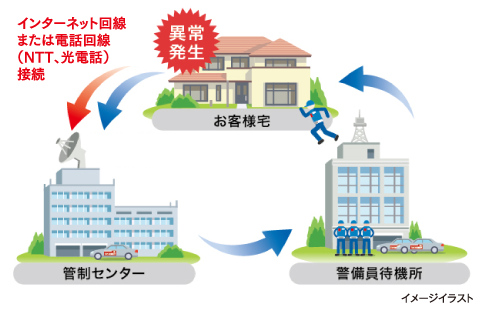 インターネット回線
または電話回線
(NTT、光電話)
接続
異常
発生
お客様宅
管制センター
警備員待機所
イメージイラスト